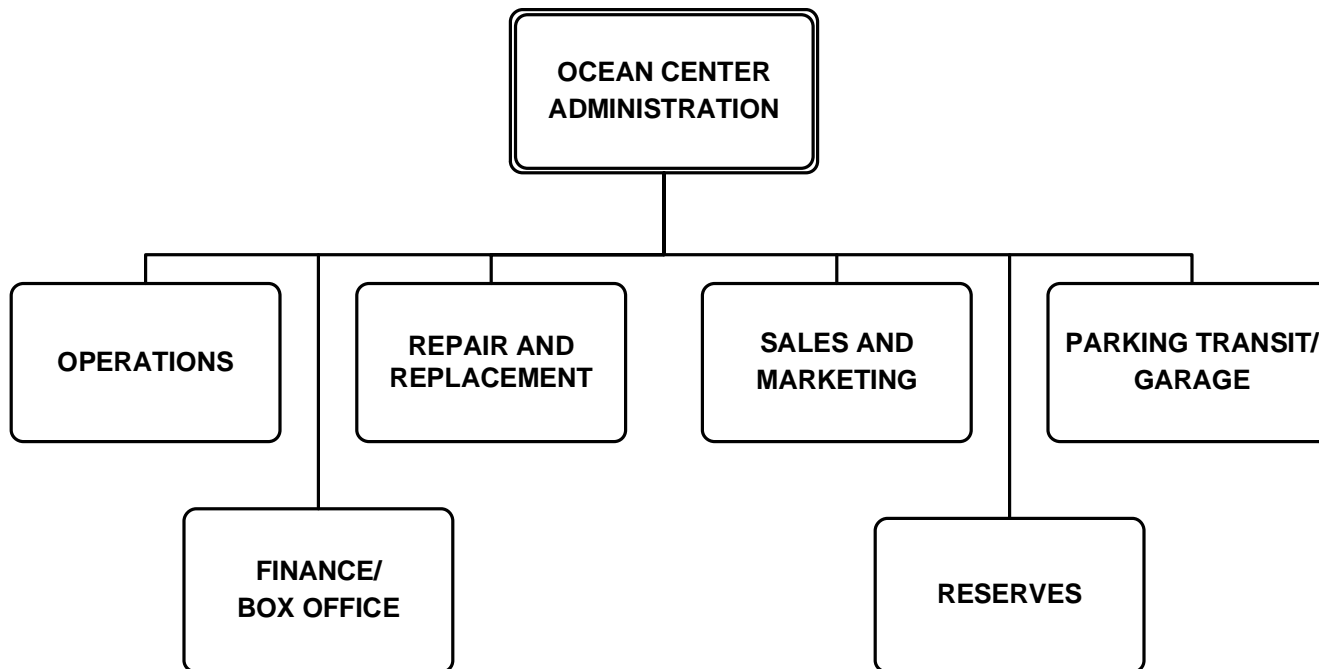 OCEAN CENTER
ADMINISTRATION
OPERATIONS
REPAIR AND
REPLACEMENT
SALES AND
MARKETING
PARKING TRANSIT/
GARAGE
FINANCE/
BOX OFFICE
RESERVES